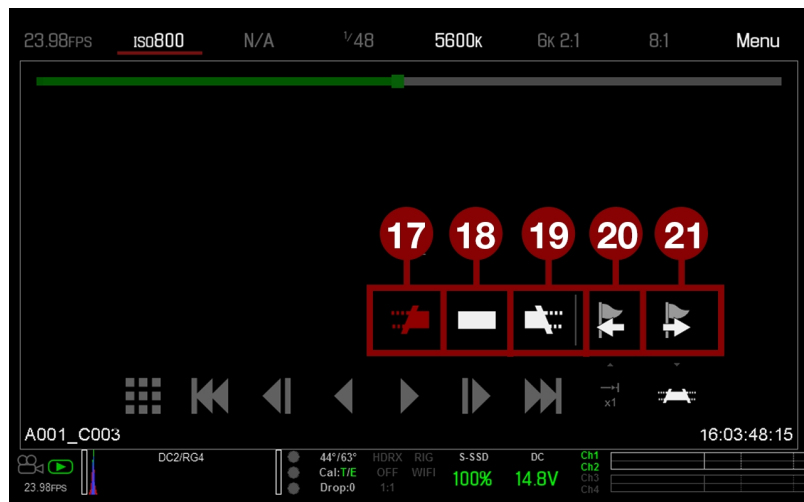 23.98FPS ISO800 N/A 1/48 5600K 6K 2:1 8:1 Menu
17 18 19 20 21
x1
A001_C003 16:03:48:15
DC2/RG4
23.98FPS
44°/63° HDRX RIG
Cal:T/E OFF WIFI
Drop:0 1:1
S-SSD
100%
DC
14.8V
Ch1
Ch2
Ch3
Ch4